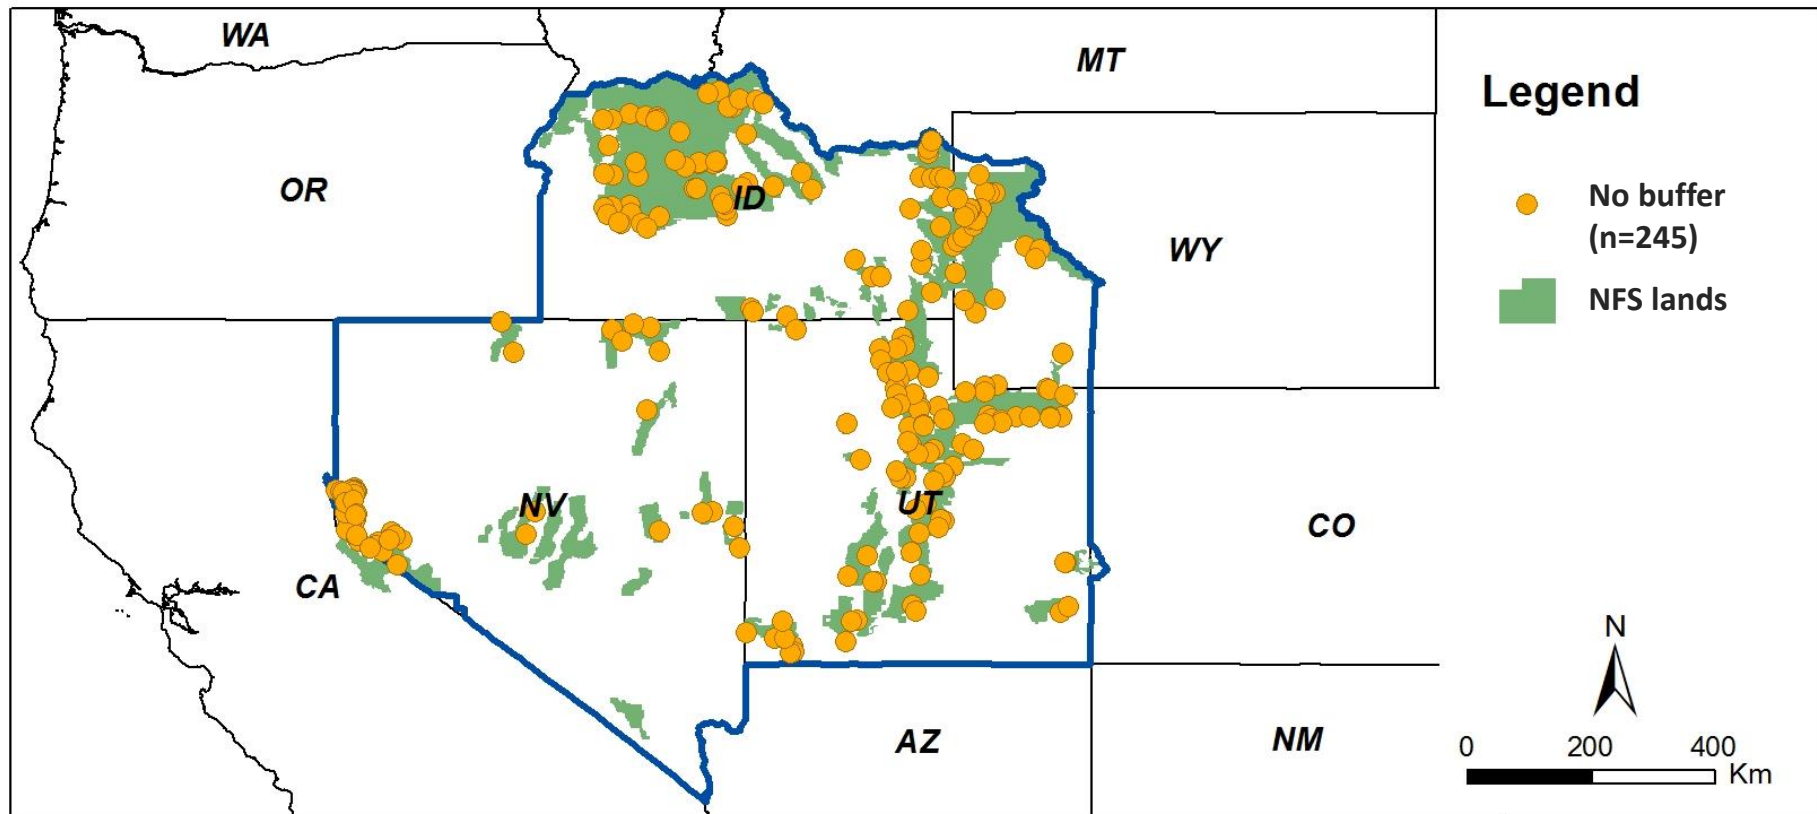 WA
MT
Legend
OR
ID
No buffer
(n=245)
WY
NFS lands
NV
UT
CO
CA
N
AZ
NM
0 200 400
Km